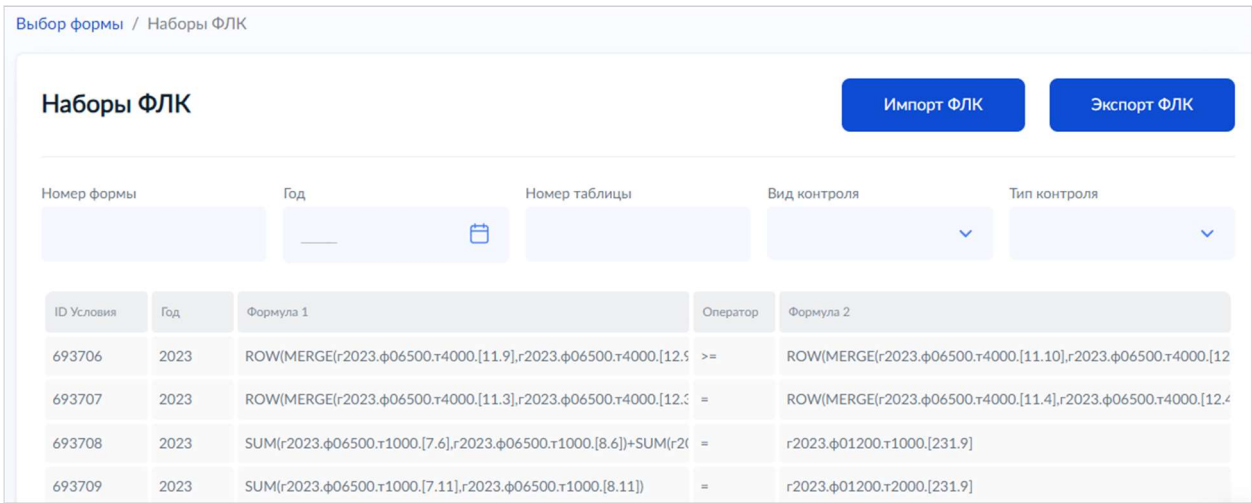 Выбор формы / Наборы ФЛК
Наборы ФЛК
Импорт ФЛК
Экспорт ФЛК
Номер формы Год Номер таблицы Вид контроля Тип контроля
ID Условия Год Формула 1 Оператор Формула 2
693706 2023 ROW(MERGE(г2023.ф06500.т4000.[11.9],г2023.ф06500.т4000.[12.9 >= ROW(MERGE(г2023.ф06500.т4000.[11.10],г2023.ф06500.т4000.[12
693707 2023 ROW(MERGE(г2023.ф06500.т4000.[11.3],г2023.ф06500.т4000.[12.3 = ROW(MERGE(г2023.ф06500.т4000.[11.4],г2023.ф06500.т4000.[12.4
693708 2023 SUM(г2023.ф06500.т1000.[7.6],г2023.ф06500.т1000.[8.6])+SUM(г20 = г2023.ф01200.т1000.[231.9]
693709 2023 SUM(г2023.ф06500.т1000.[7.11],г2023.ф06500.т1000.[8.11]) = г2023.ф01200.т2000.[231.9]